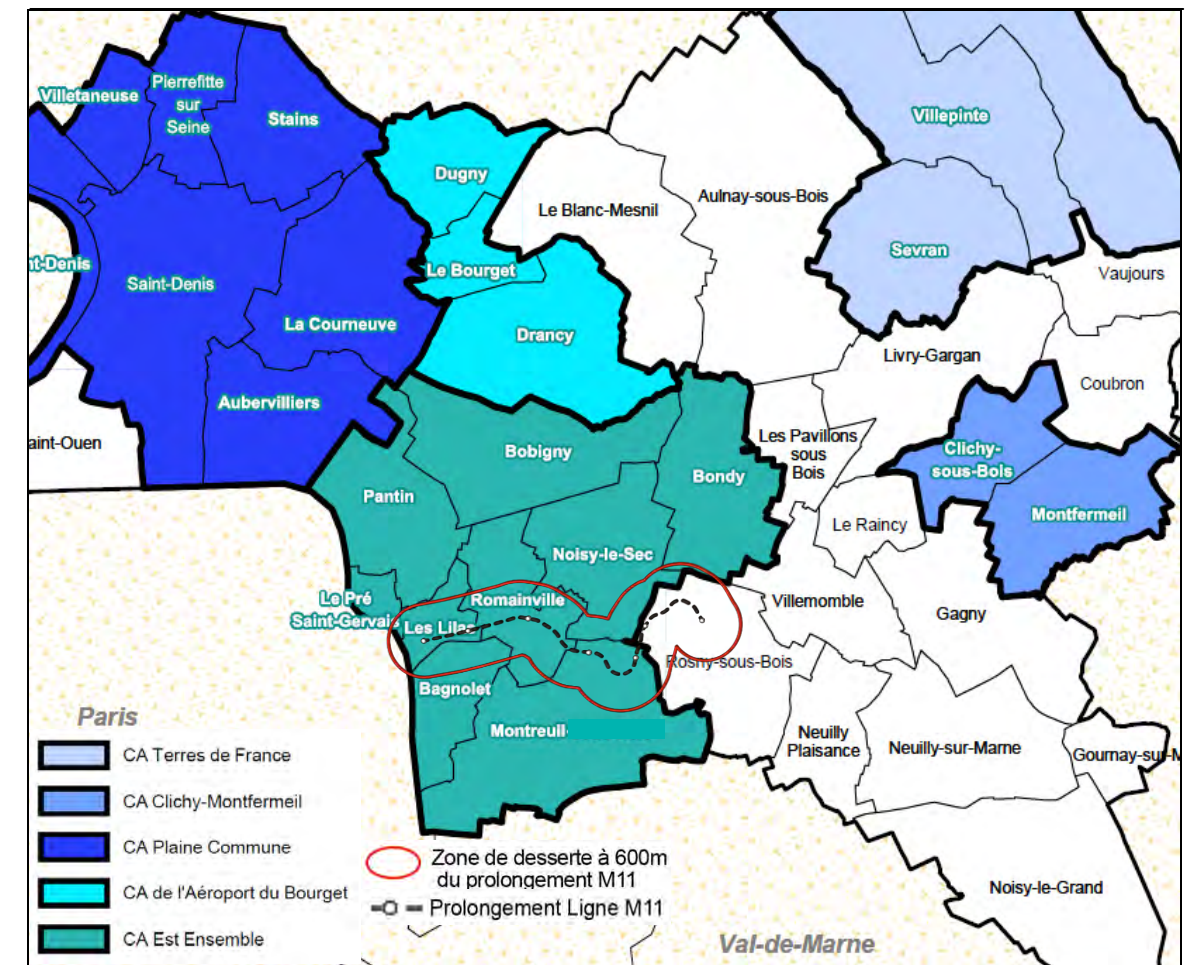 Villetaneuse
Pierrefitte
sur
Seine
Stains
Villepinte
Dugny
Aulnay-sous-Bois
Le Blanc-Mesnil
Sevran
nt-Denis
Saint-Denis
Le Bourget
Vaujours
La Courneuve
Drancy
Livry-Gargan
Coubron
Aubervilliers
aint-Ouen
Les Pavillons
sous
Bois
Bobigny
Clichy-
sous-Bois
Bondy
Pantin
Montfermeil
Le Raincy
Noisy-le-Sec
Le Pré
Saint-Gervais
Romainville
Les Lilas
Villemomble
Gagny
Rosny-sous-Bois
Bagnolet
Montreuil
Neuilly
Plaisance
Neuilly-sur-Marne
Gournay-sur-M
Noisy-le-Grand
Paris
CA Terres de France
CA Clichy-Montfermeil
CA Plaine Commune
CA de l'Aéroport du Bourget
CA Est Ensemble
Zone de desserte à 600m
du prolongement M11
Prolongement Ligne M11
Val-de-Marne